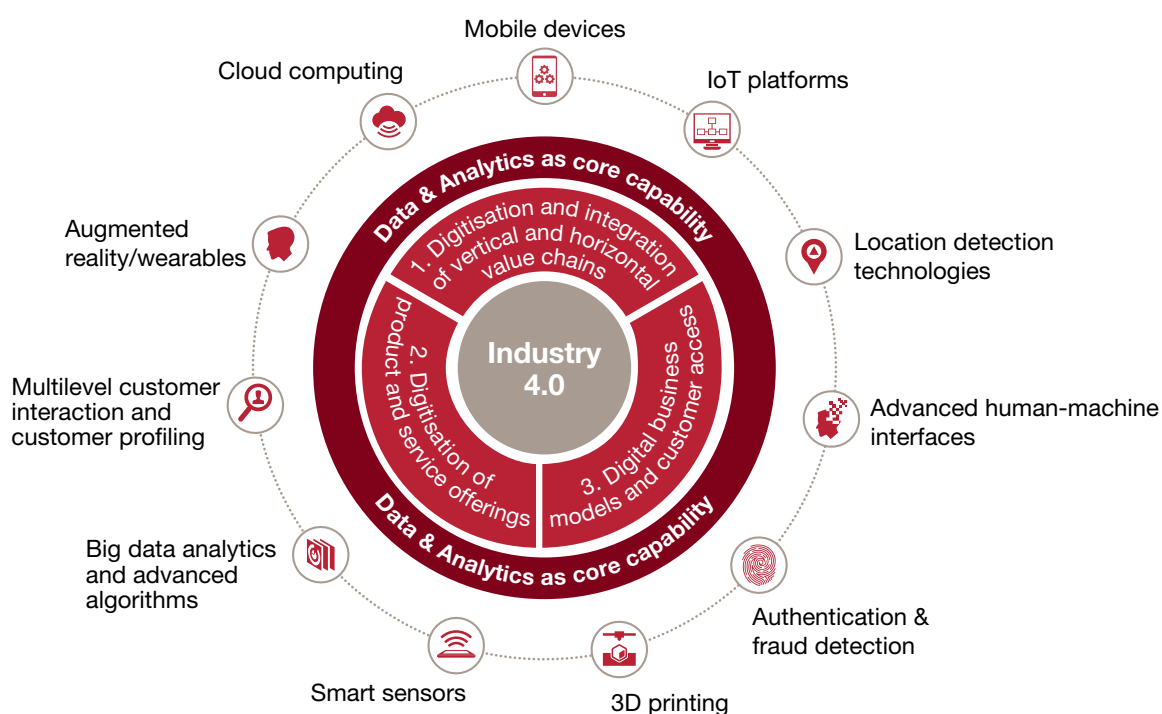 Mobile devices
Cloud computing
IoT platforms
Data & Analytics as core capability
1. Digitisation and integration
of vertical and horizontal
value chains
Augmented
reality/wearables
Location detection
technologies
Industry
4.0
2. Digitisation of
product and service offerings
3. Digital business
models and customer access
Multilevel customer
interaction and
customer profiling
Advanced human-machine
interfaces
Data & Analytics as core capability
Big data analytics
and advanced
algorithms
Authentication &
fraud detection
Smart sensors
3D printing